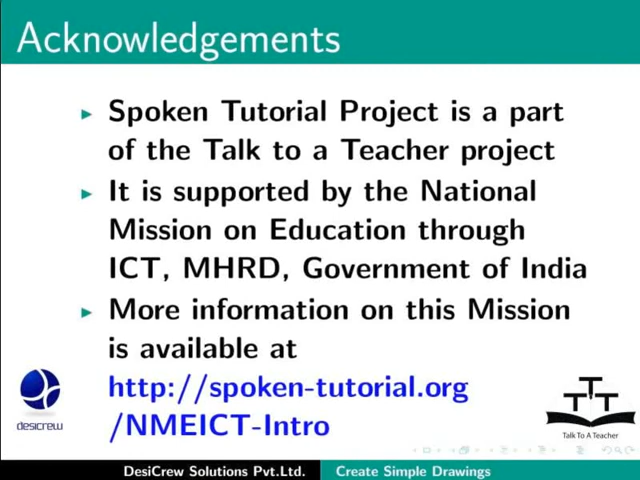 Acknowledgements
Spoken Tutorial Project is a part
of the Talk to a Teacher project
It is supported by the National
Mission on Education through
ICT, MHRD, Government of India
More information on this Mission
is available at
http://spoken-tutorial.org
/NMEICT-Intro
desicrew
TTT
Talk To A Teacher
DesiCrew Solutions Pvt.Ltd.
Create Simple Drawings